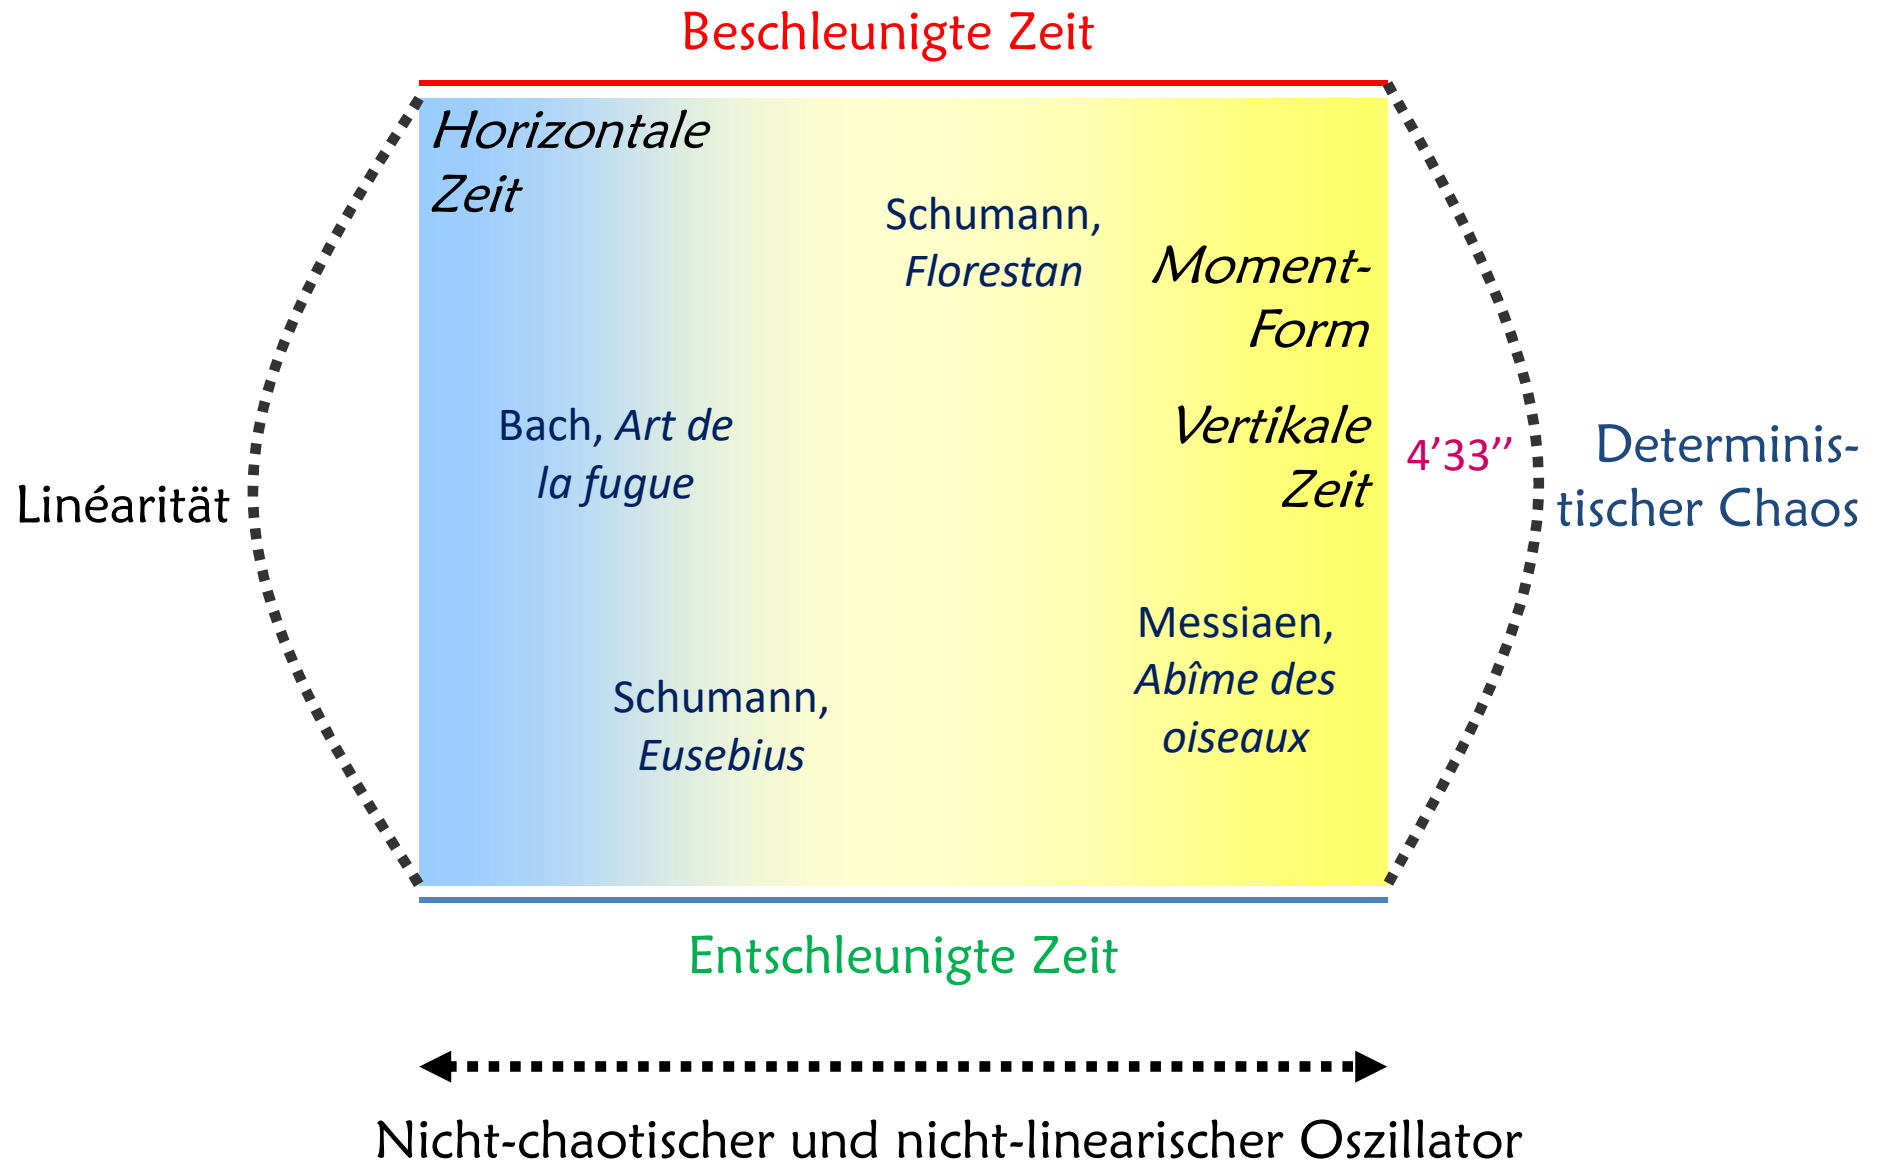 Beschleunigte Zeit
Horizontale
Zeit
Schumann,
Florestan
Moment-
Form
Bach, Art de
la fugue
Vertikale
Zeit
4’33’’
Linéarität
Determinis-
tischer Chaos
Messiaen,
Abîme des
oiseaux
Schumann,
Eusebius
Entschleunigte Zeit
Nicht-chaotischer und nicht-linearischer Oszillator